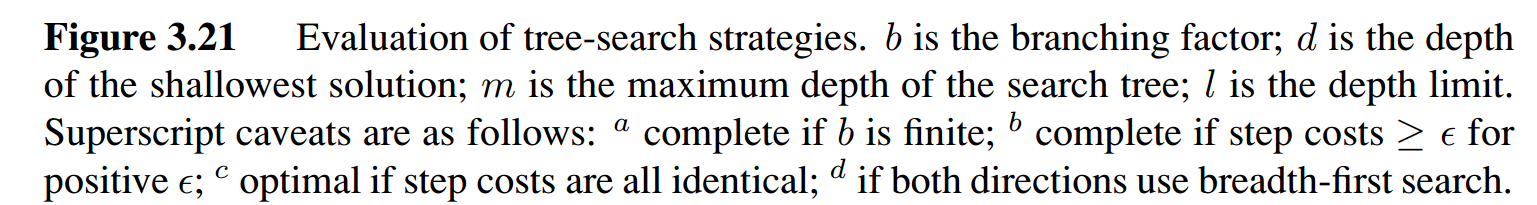 Figure 3.21 Evaluation of tree-search strategies. b is the branching factor; d is the depth
of the shallowest solution; m is the maximum depth of the search tree; l is the depth limit.
Superscript caveats are as follows: ᵃ complete if b is finite; ᵇ complete if step costs ≥ ϵ for
positive ϵ; ᶜ optimal if step costs are all identical; ᵈ if both directions use breadth-first search.